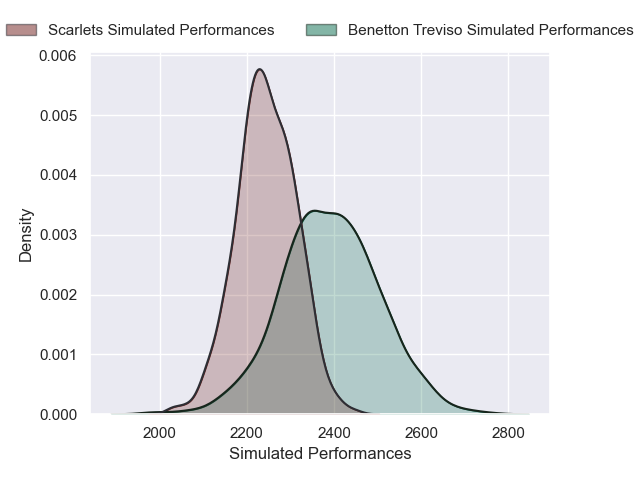 Scarlets Simulated Performances Benetton Treviso Simulated Performances
0.006
0.005
0.004
0.003
0.002
0.001
0.000
Density
2000 2200 2400 2600 2800
Simulated Performances